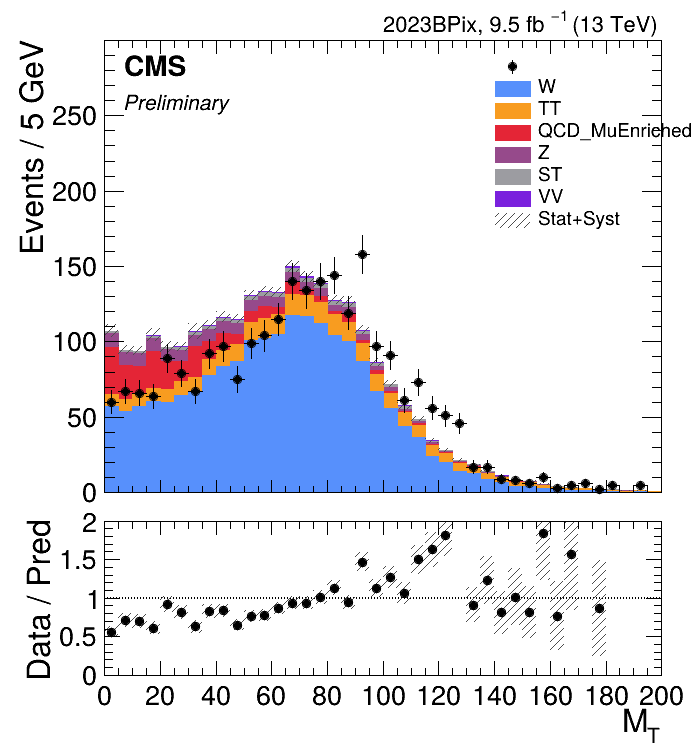 2023BPix, 9.5 fb⁻¹ (13 TeV)
CMS
Preliminary
W
TT
QCD_MuEnriched
Z
ST
VV
Stat+Syst
Events / 5 GeV
250
200
150
100
50
0
Data / Pred
2
1.5
1
0.5
0
0 20 40 60 80 100 120 140 160 180 200
M_T